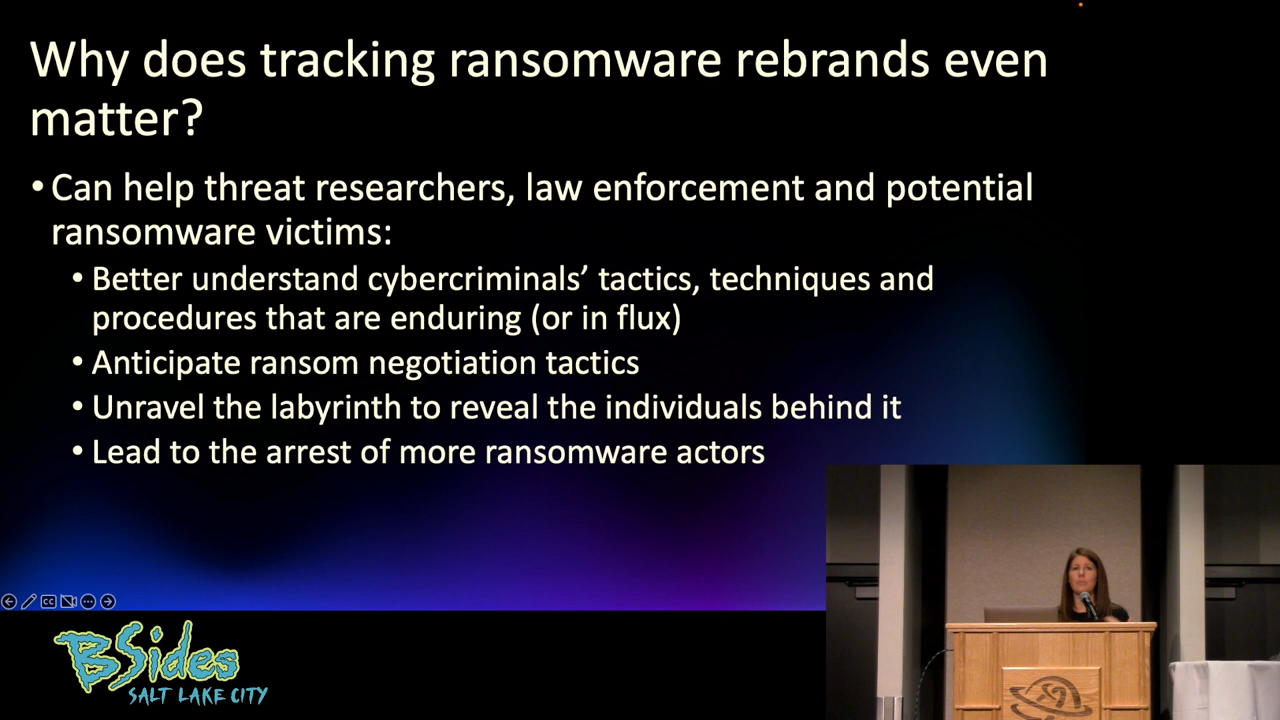 Why does tracking ransomware rebrands even
matter?
• Can help threat researchers, law enforcement and potential
ransomware victims:
• Better understand cybercriminals’ tactics, techniques and
procedures that are enduring (or in flux)
• Anticipate ransom negotiation tactics
• Unravel the labyrinth to reveal the individuals behind it
• Lead to the arrest of more ransomware actors
CC
BSides
SALT LAKE CITY